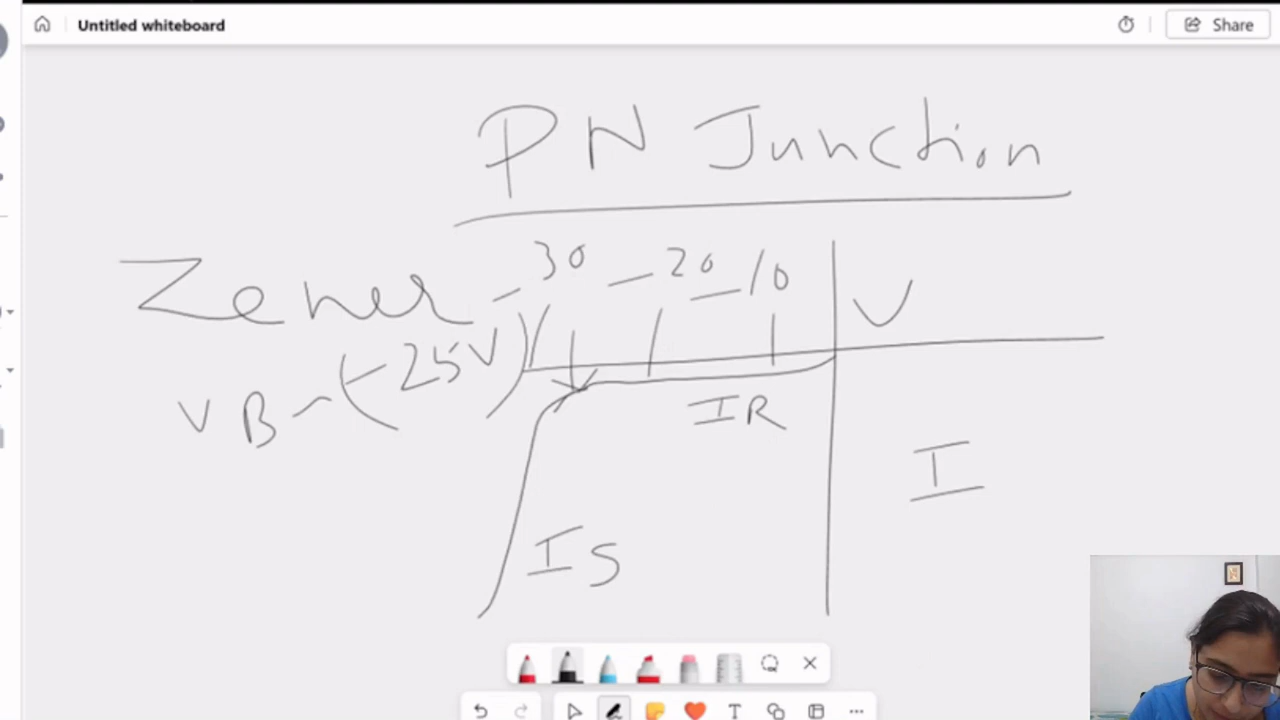 Untitled whiteboard
Share
PN Junction
Zener
-30 -20 -10
V
VB - (-25V)
IR
I
IS
T